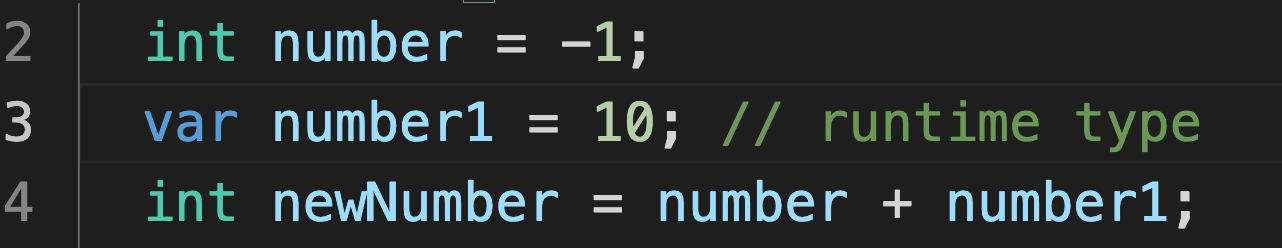 2 int number = -1;
3 var number1 = 10; // runtime type
4 int newNumber = number + number1;